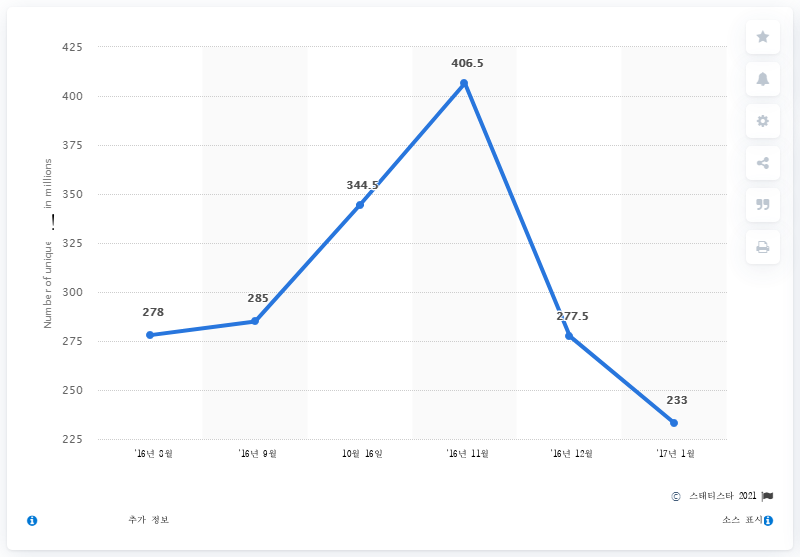 425
400
375
350
325
300
275
250
225
Number of unique ! in millions
278
285
344.5
406.5
277.5
233
'16년 8월
'16년 9월
10월 16일
'16년 11월
'16년 12월
'17년 1월
© 스태티스타 2021
추가 정보
소스 표시